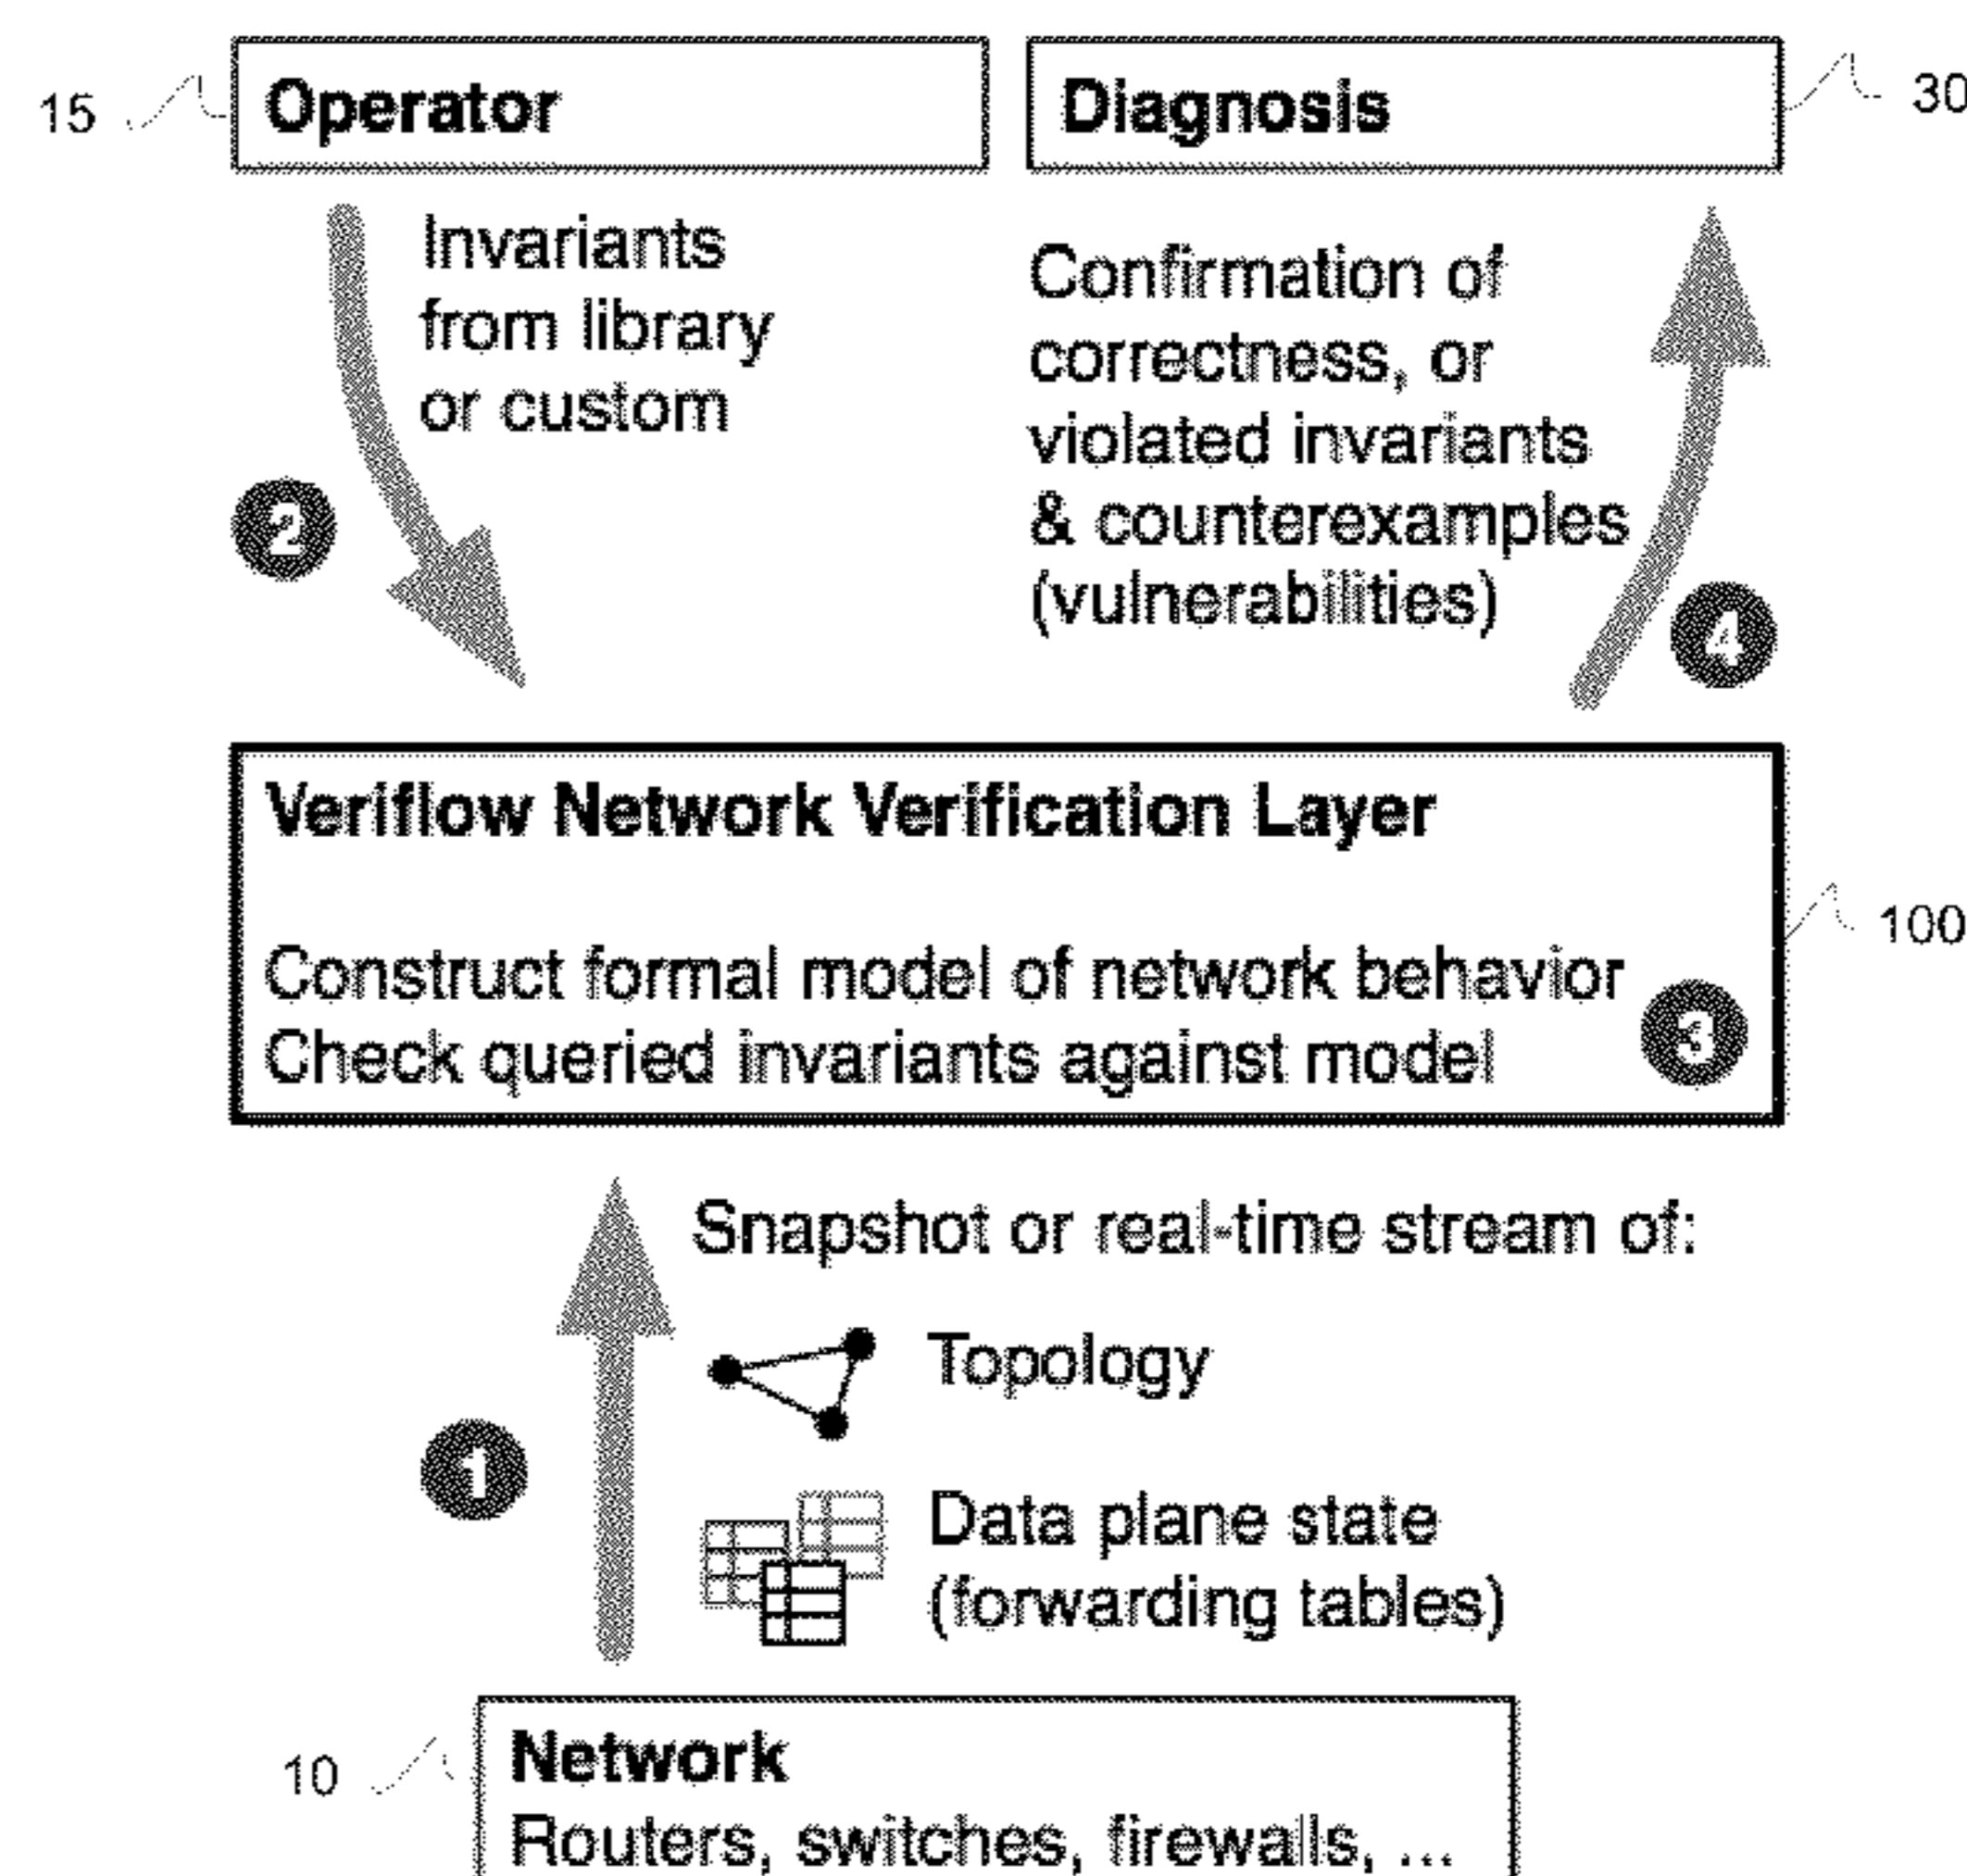 15
Operator
Diagnosis
30
Invariants
from library
or custom
2
Confirmation of
correctness, or
violated invariants
& counterexamples
(vulnerabilities)
4
Veriflow Network Verification Layer
100
Construct formal model of network behavior
Check queried invariants against model
3
Snapshot or real-time stream of:
Topology
1
Data plane state
(forwarding tables)
10
Network
Routers, switches, firewalls, ...